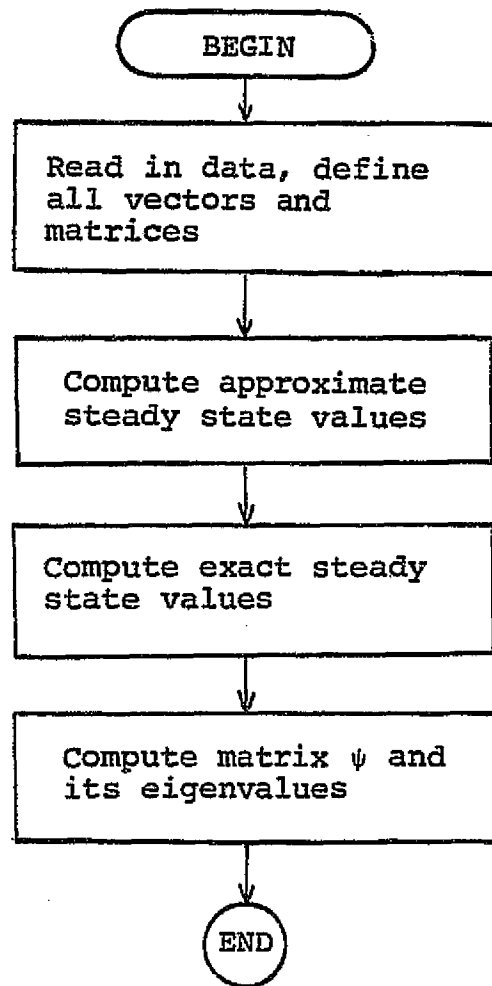 BEGIN
Read in data, define
all vectors and
matrices
Compute approximate
steady state values
Compute exact steady
state values
Compute matrix ψ and
its eigenvalues
END